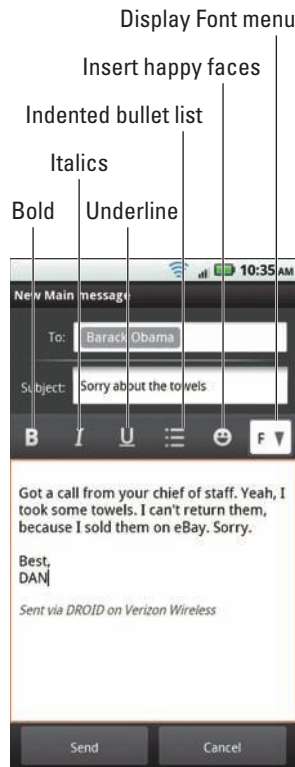 Display Font menu
Insert happy faces
Indented bullet list
Italics
Bold Underline
10:35 AM
New Main message
To: Barack Obama
Subject: Sorry about the towels
B I U F
Got a call from your chief of staff. Yeah, I
took some towels. I can't return them,
because I sold them on eBay. Sorry.
Best,
DAN
Sent via DROID on Verizon Wireless
Send Cancel